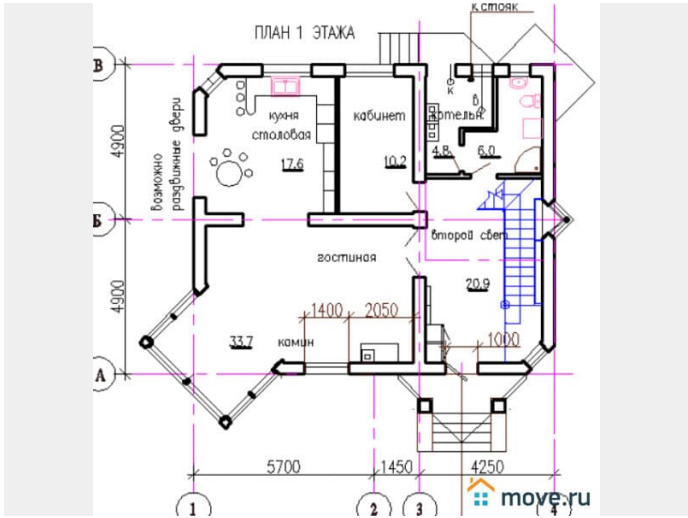 к стояк
ПЛАН 1 ЭТАЖА
В
к
в
кухня
столовая
17.6
кабинет
10.2
котельн.
4.8
6.0
возможно
раздвижные двери
4900
Б
второй свет
гостиная
4900
20.9
1400
2050
1000
33.7
камин
А
5700
1450
4250
1
2
3
4
move.ru